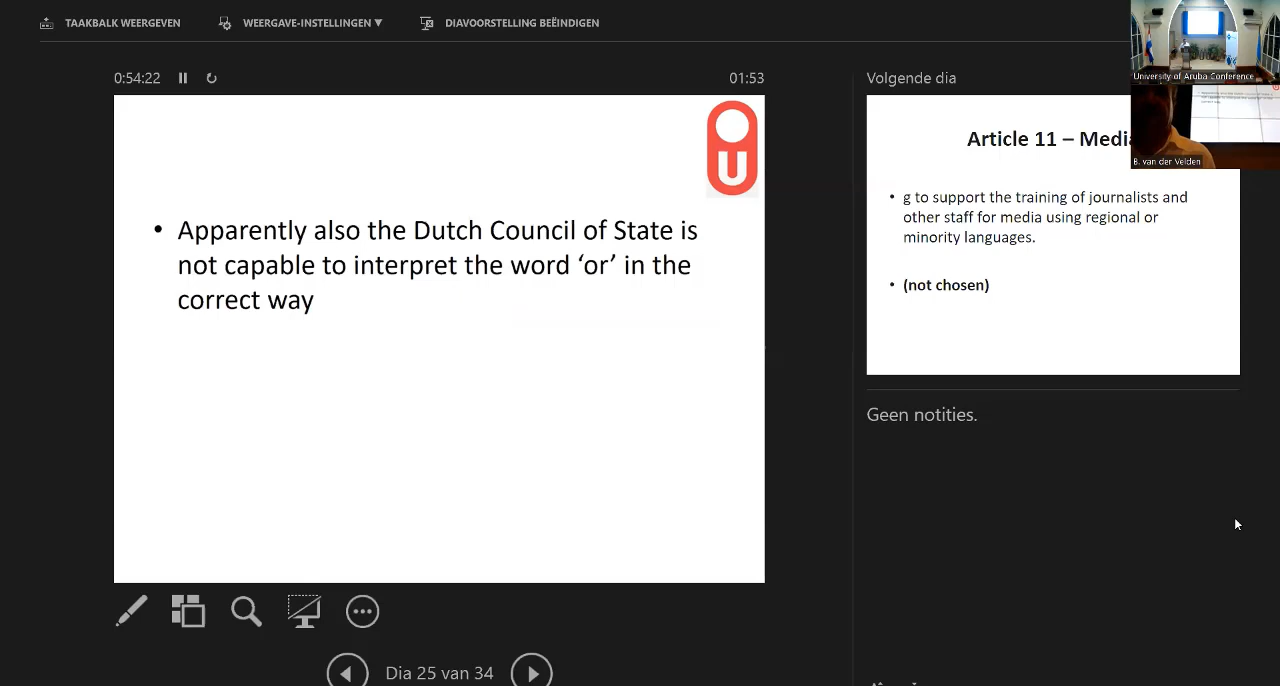 TAAKBALK WEERGEVEN
WEERGAVE-INSTELLINGEN ▼
DIAVOORSTELLING BEËINDIGEN
University of Aruba Conference
B. van der Velden
0:54:22
01:53
U
• Apparently also the Dutch Council of State is
not capable to interpret the word ‘or’ in the
correct way
Volgende dia
Article 11 – Media
• g to support the training of journalists and
other staff for media using regional or
minority languages.
• (not chosen)
Geen notities.
Dia 25 van 34